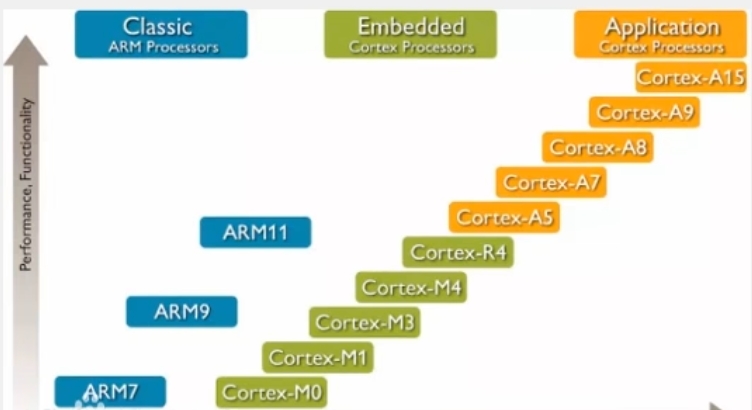 Classic
ARM Processors
Embedded
Cortex Processors
Application
Cortex Processors
Performance, Functionality
Cortex-A15
Cortex-A9
Cortex-A8
Cortex-A7
Cortex-A5
ARM11
Cortex-R4
Cortex-M4
ARM9
Cortex-M3
Cortex-M1
ARM7
Cortex-M0